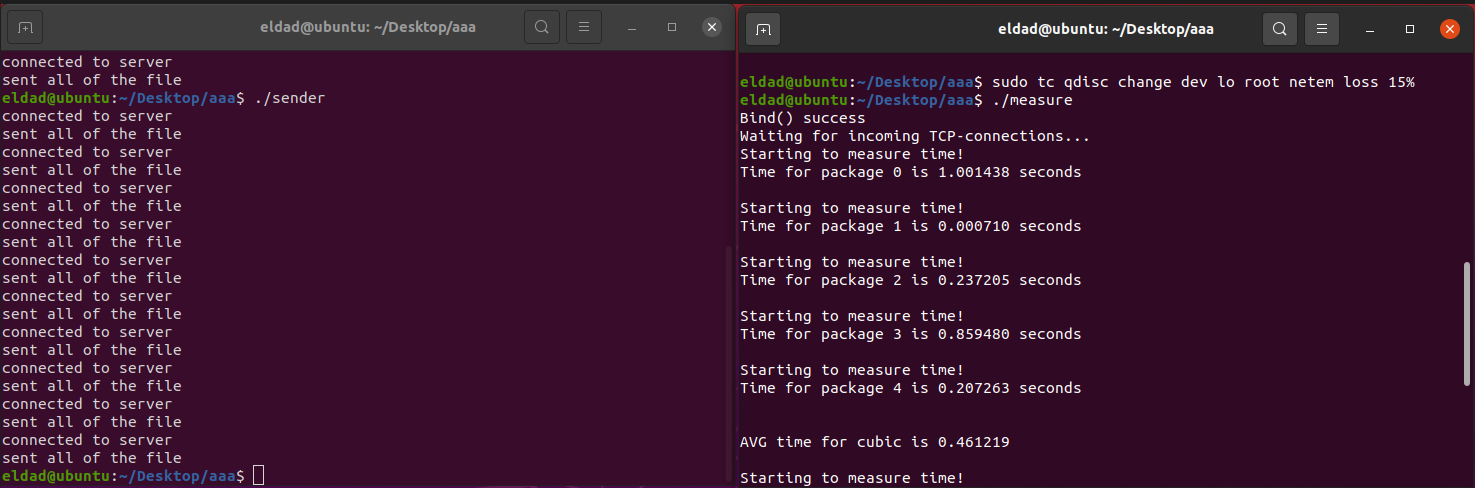 eldad@ubuntu: ~/Desktop/aaa
connected to server
sent all of the file
eldad@ubuntu:~/Desktop/aaa$ ./sender
connected to server
sent all of the file
connected to server
sent all of the file
connected to server
sent all of the file
connected to server
sent all of the file
connected to server
sent all of the file
connected to server
sent all of the file
connected to server
sent all of the file
connected to server
sent all of the file
connected to server
sent all of the file
connected to server
sent all of the file
eldad@ubuntu:~/Desktop/aaa$
eldad@ubuntu: ~/Desktop/aaa
eldad@ubuntu:~/Desktop/aaa$ sudo tc qdisc change dev lo root netem loss 15%
eldad@ubuntu:~/Desktop/aaa$ ./measure
Bind() success
Waiting for incoming TCP-connections...
Starting to measure time!
Time for package 0 is 1.001438 seconds
Starting to measure time!
Time for package 1 is 0.000710 seconds
Starting to measure time!
Time for package 2 is 0.237205 seconds
Starting to measure time!
Time for package 3 is 0.859480 seconds
Starting to measure time!
Time for package 4 is 0.207263 seconds
AVG time for cubic is 0.461219
Starting to measure time!